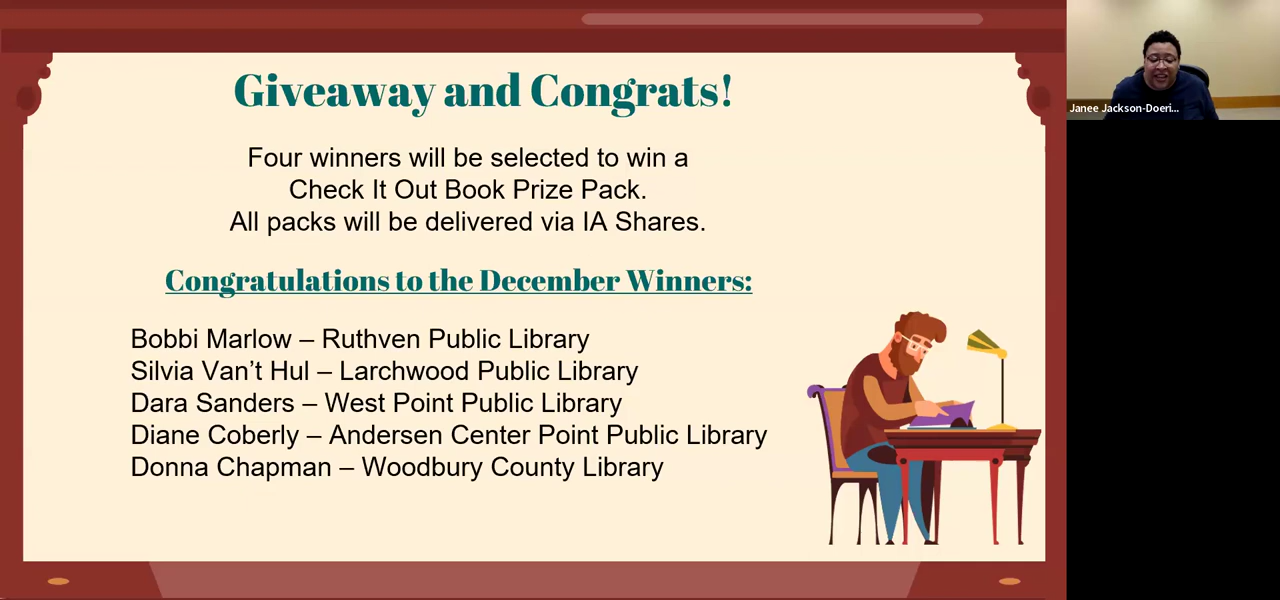 Giveaway and Congrats!
Four winners will be selected to win a
Check It Out Book Prize Pack.
All packs will be delivered via IA Shares.
Congratulations to the December Winners:
Bobbi Marlow – Ruthven Public Library
Silvia Van’t Hul – Larchwood Public Library
Dara Sanders – West Point Public Library
Diane Coberly – Andersen Center Point Public Library
Donna Chapman – Woodbury County Library
Janee Jackson-Doeri...